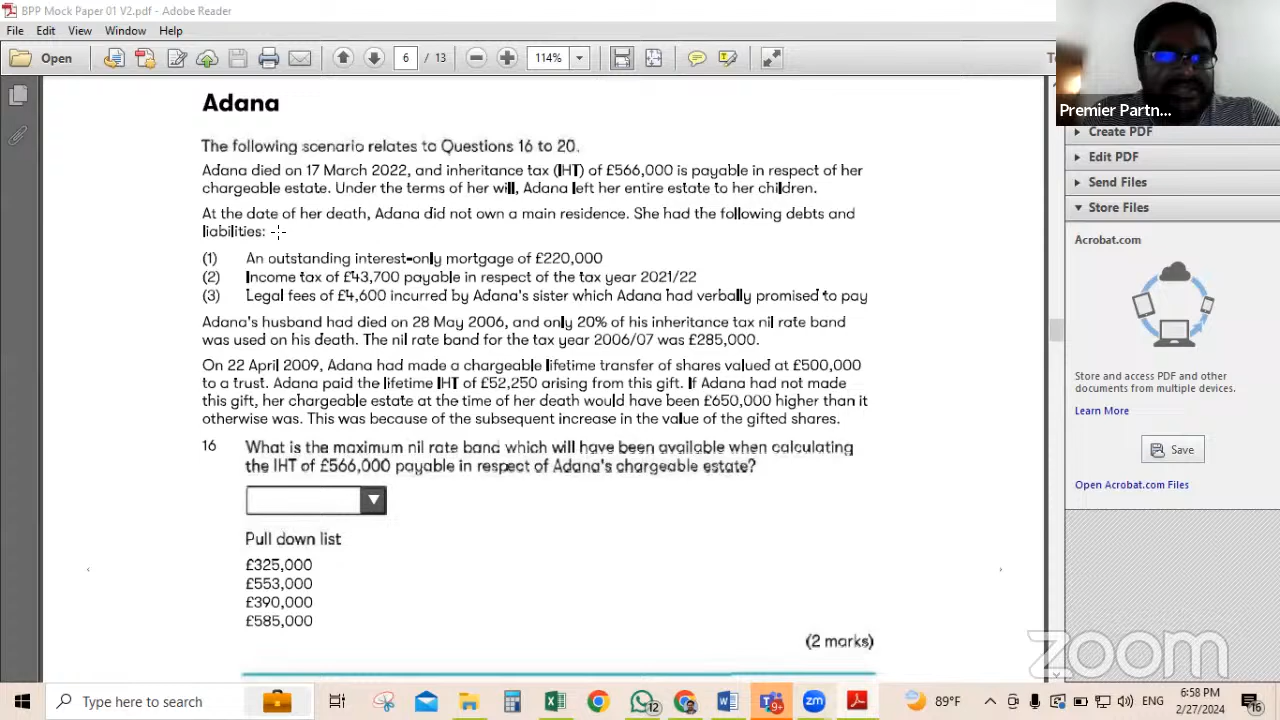 BPP Mock Paper 01 V2.pdf - Adobe Reader
File Edit View Window Help
Open 6 / 13 114%
Premier Partn...
Adana
The following scenario relates to Questions 16 to 20.
Adana died on 17 March 2022, and inheritance tax (IHT) of £566,000 is payable in respect of her
chargeable estate. Under the terms of her will, Adana left her entire estate to her children.
At the date of her death, Adana did not own a main residence. She had the following debts and
liabilities:
(1) An outstanding interest-only mortgage of £220,000
(2) Income tax of £43,700 payable in respect of the tax year 2021/22
(3) Legal fees of £4,600 incurred by Adana's sister which Adana had verbally promised to pay
Adana's husband had died on 28 May 2006, and only 20% of his inheritance tax nil rate band
was used on his death. The nil rate band for the tax year 2006/07 was £285,000.
On 22 April 2009, Adana had made a chargeable lifetime transfer of shares valued at £500,000
to a trust. Adana paid the lifetime IHT of £52,250 arising from this gift. If Adana had not made
this gift, her chargeable estate at the time of her death would have been £650,000 higher than it
otherwise was. This was because of the subsequent increase in the value of the gifted shares.
16 What is the maximum nil rate band which will have been available when calculating
the IHT of £566,000 payable in respect of Adana's chargeable estate?
Pull down list
£325,000
£553,000
£390,000
£585,000
(2 marks)
Create PDF
Edit PDF
Send Files
Store Files
Acrobat.com
Store and access PDF and other
documents from multiple devices.
Learn More
Save
Open Acrobat.com Files
zoom
Type here to search
12
9+
zm
89°F
ENG
6:58 PM
2/27/2024
16